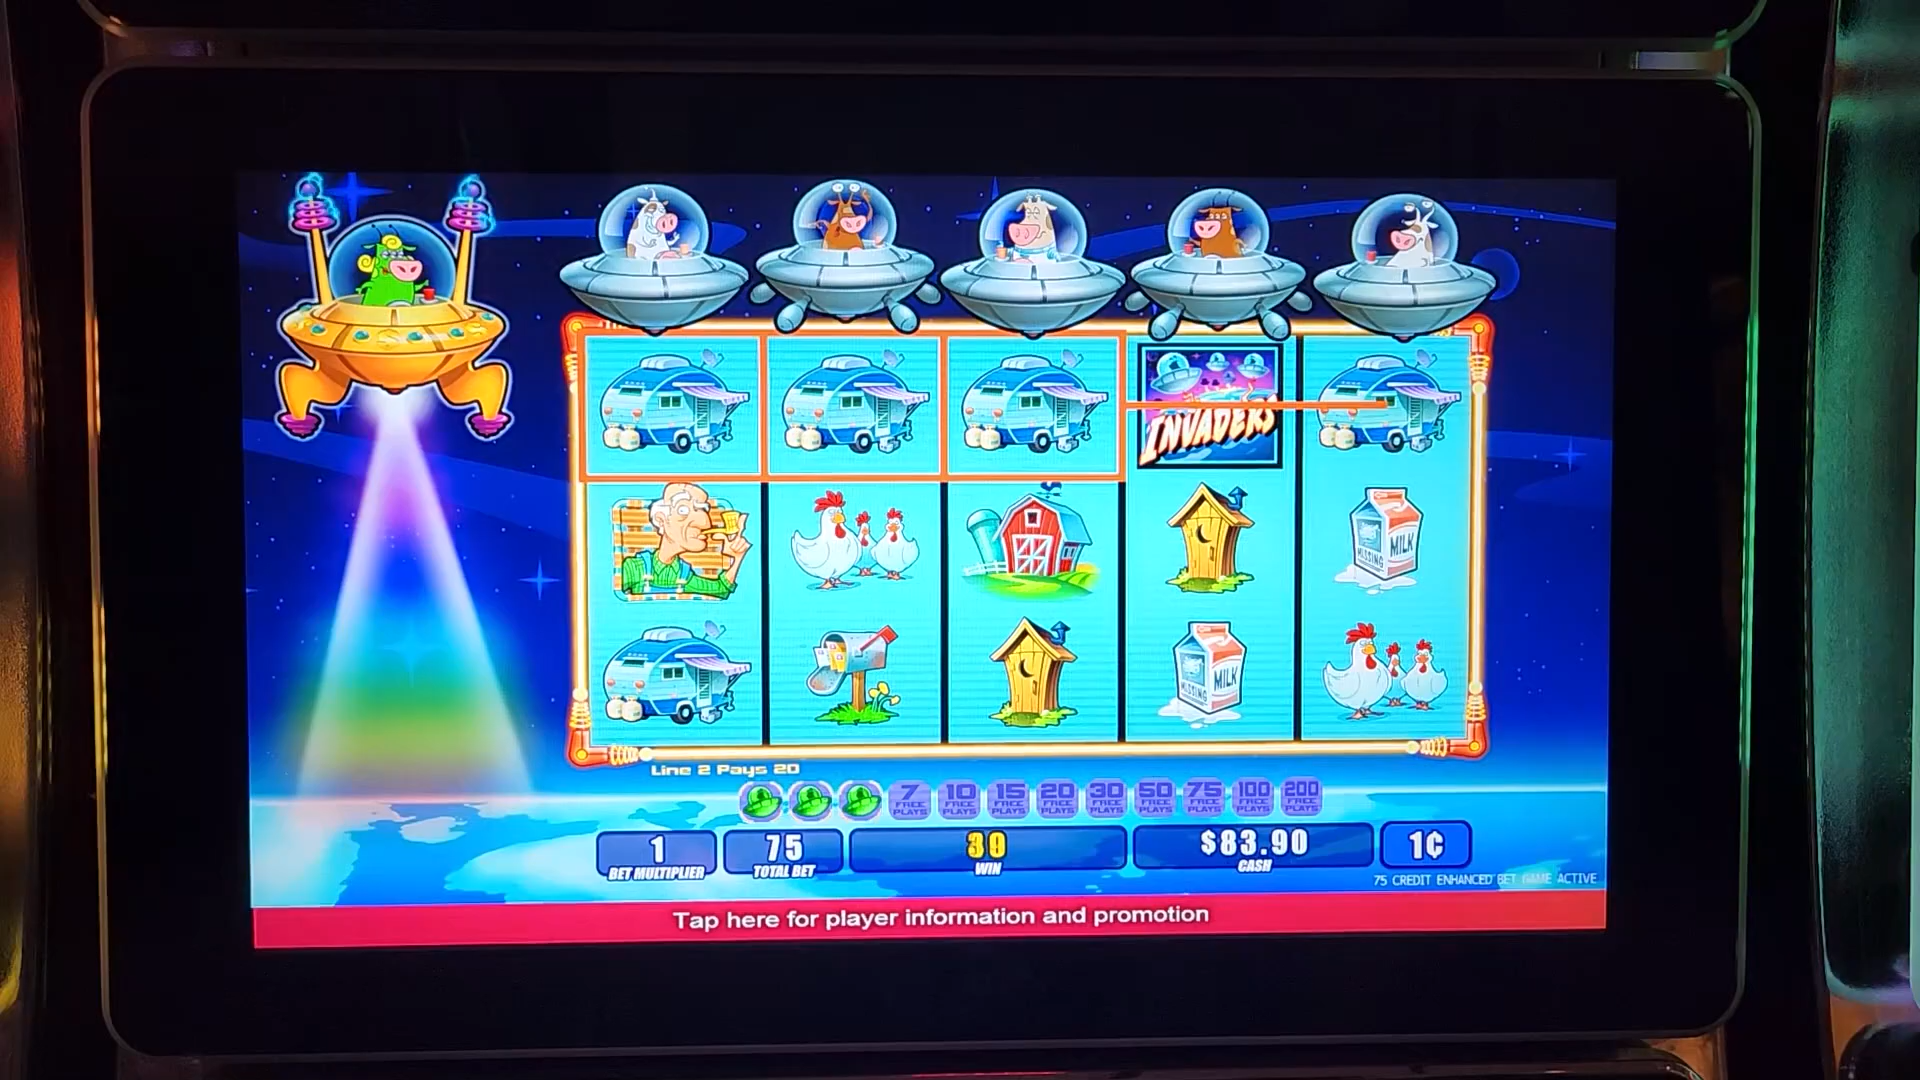 INVADERS
MISSING
MILK
MISSING
MILK
Line 2 Pays 20
7 FREE PLAYS
10 FREE PLAYS
15 FREE PLAYS
20 FREE PLAYS
30 FREE PLAYS
50 FREE PLAYS
75 FREE PLAYS
100 FREE PLAYS
200 FREE PLAYS
1
BET MULTIPLIER
75
TOTAL BET
39
WIN
$83.90
CASH
1¢
75 CREDIT ENHANCED BET GAME ACTIVE
Tap here for player information and promotion